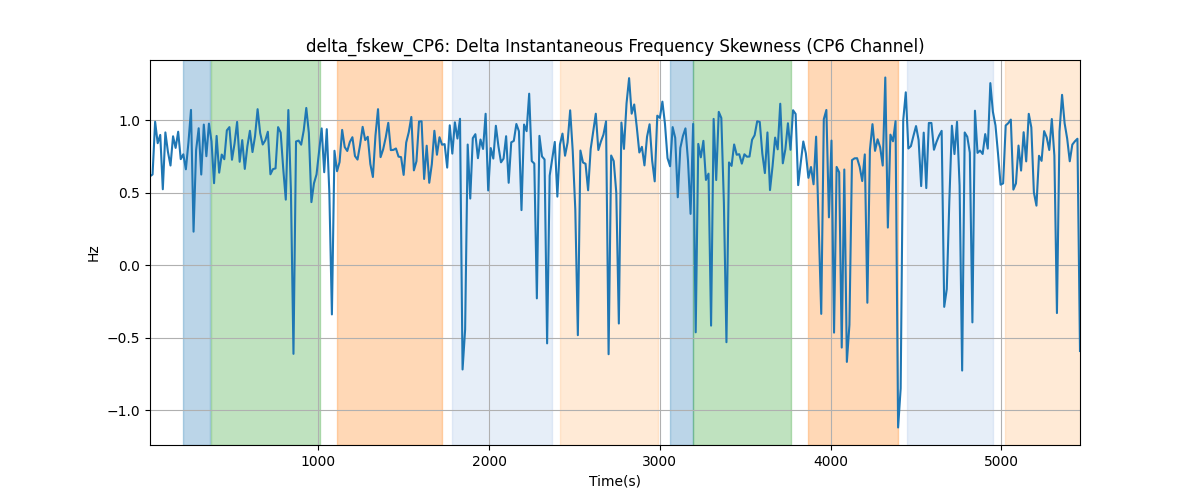 delta_fskew_CP6: Delta Instantaneous Frequency Skewness (CP6 Channel)
Hz
1.0
0.5
0.0
−0.5
−1.0
1000 2000 3000 4000 5000
Time(s)